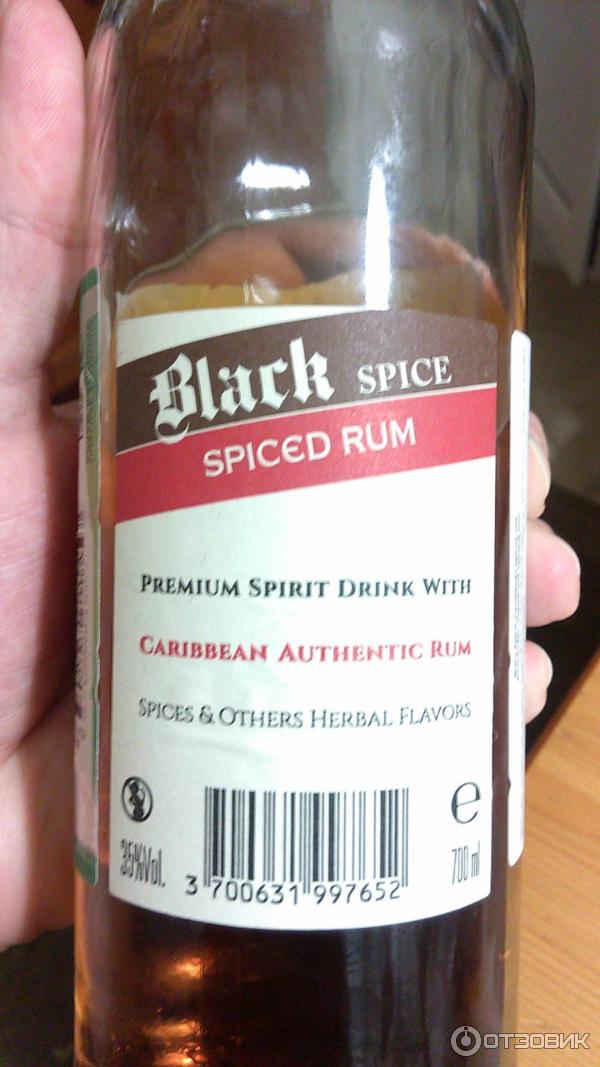 Black SPICE
SPICED RUM
PREMIUM SPIRIT DRINK WITH
CARIBBEAN AUTHENTIC RUM
SPICES & OTHERS HERBAL FLAVORS
35%Vol.
3 700631 997652
e
700 ml
ОТЗОВИК